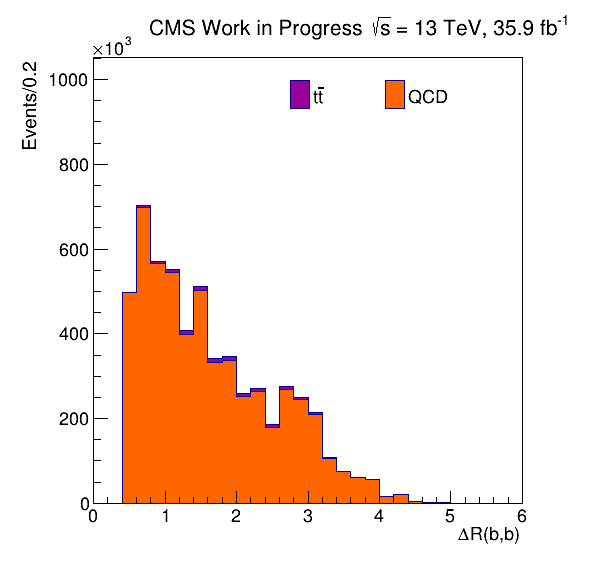 CMS Work in Progress √s = 13 TeV, 35.9 fb⁻¹
×10³
Events/0.2
1000
800
600
400
200
0
tt̄
QCD
0 1 2 3 4 5 6
ΔR(b,b)